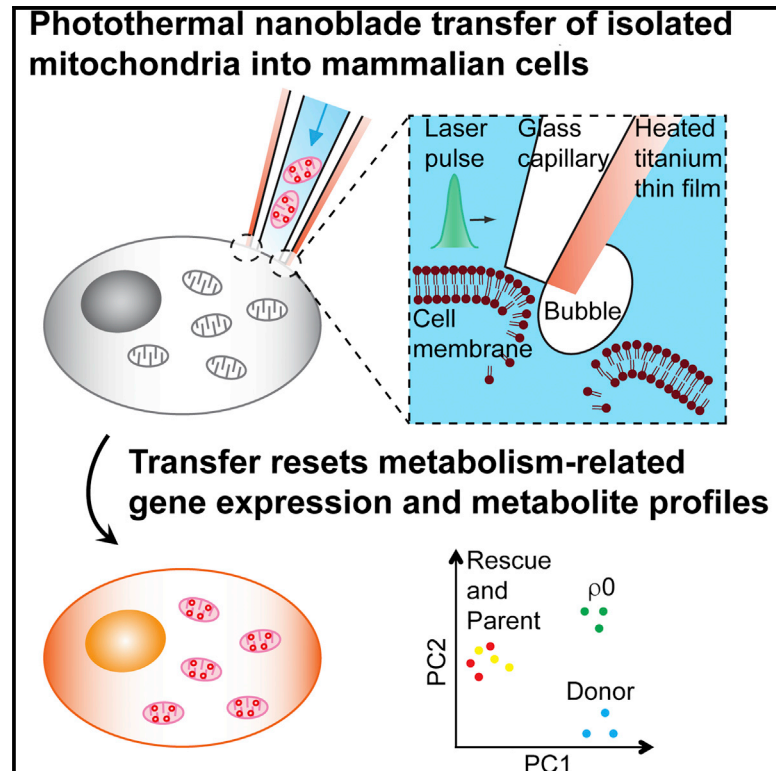 Photothermal nanoblade transfer of isolated
mitochondria into mammalian cells
Laser
pulse
Glass
capillary
Heated
titanium
thin film
Cell
membrane
Bubble
Transfer resets metabolism-related
gene expression and metabolite profiles
Rescue
and
Parent
ρ0
Donor
PC2
PC1